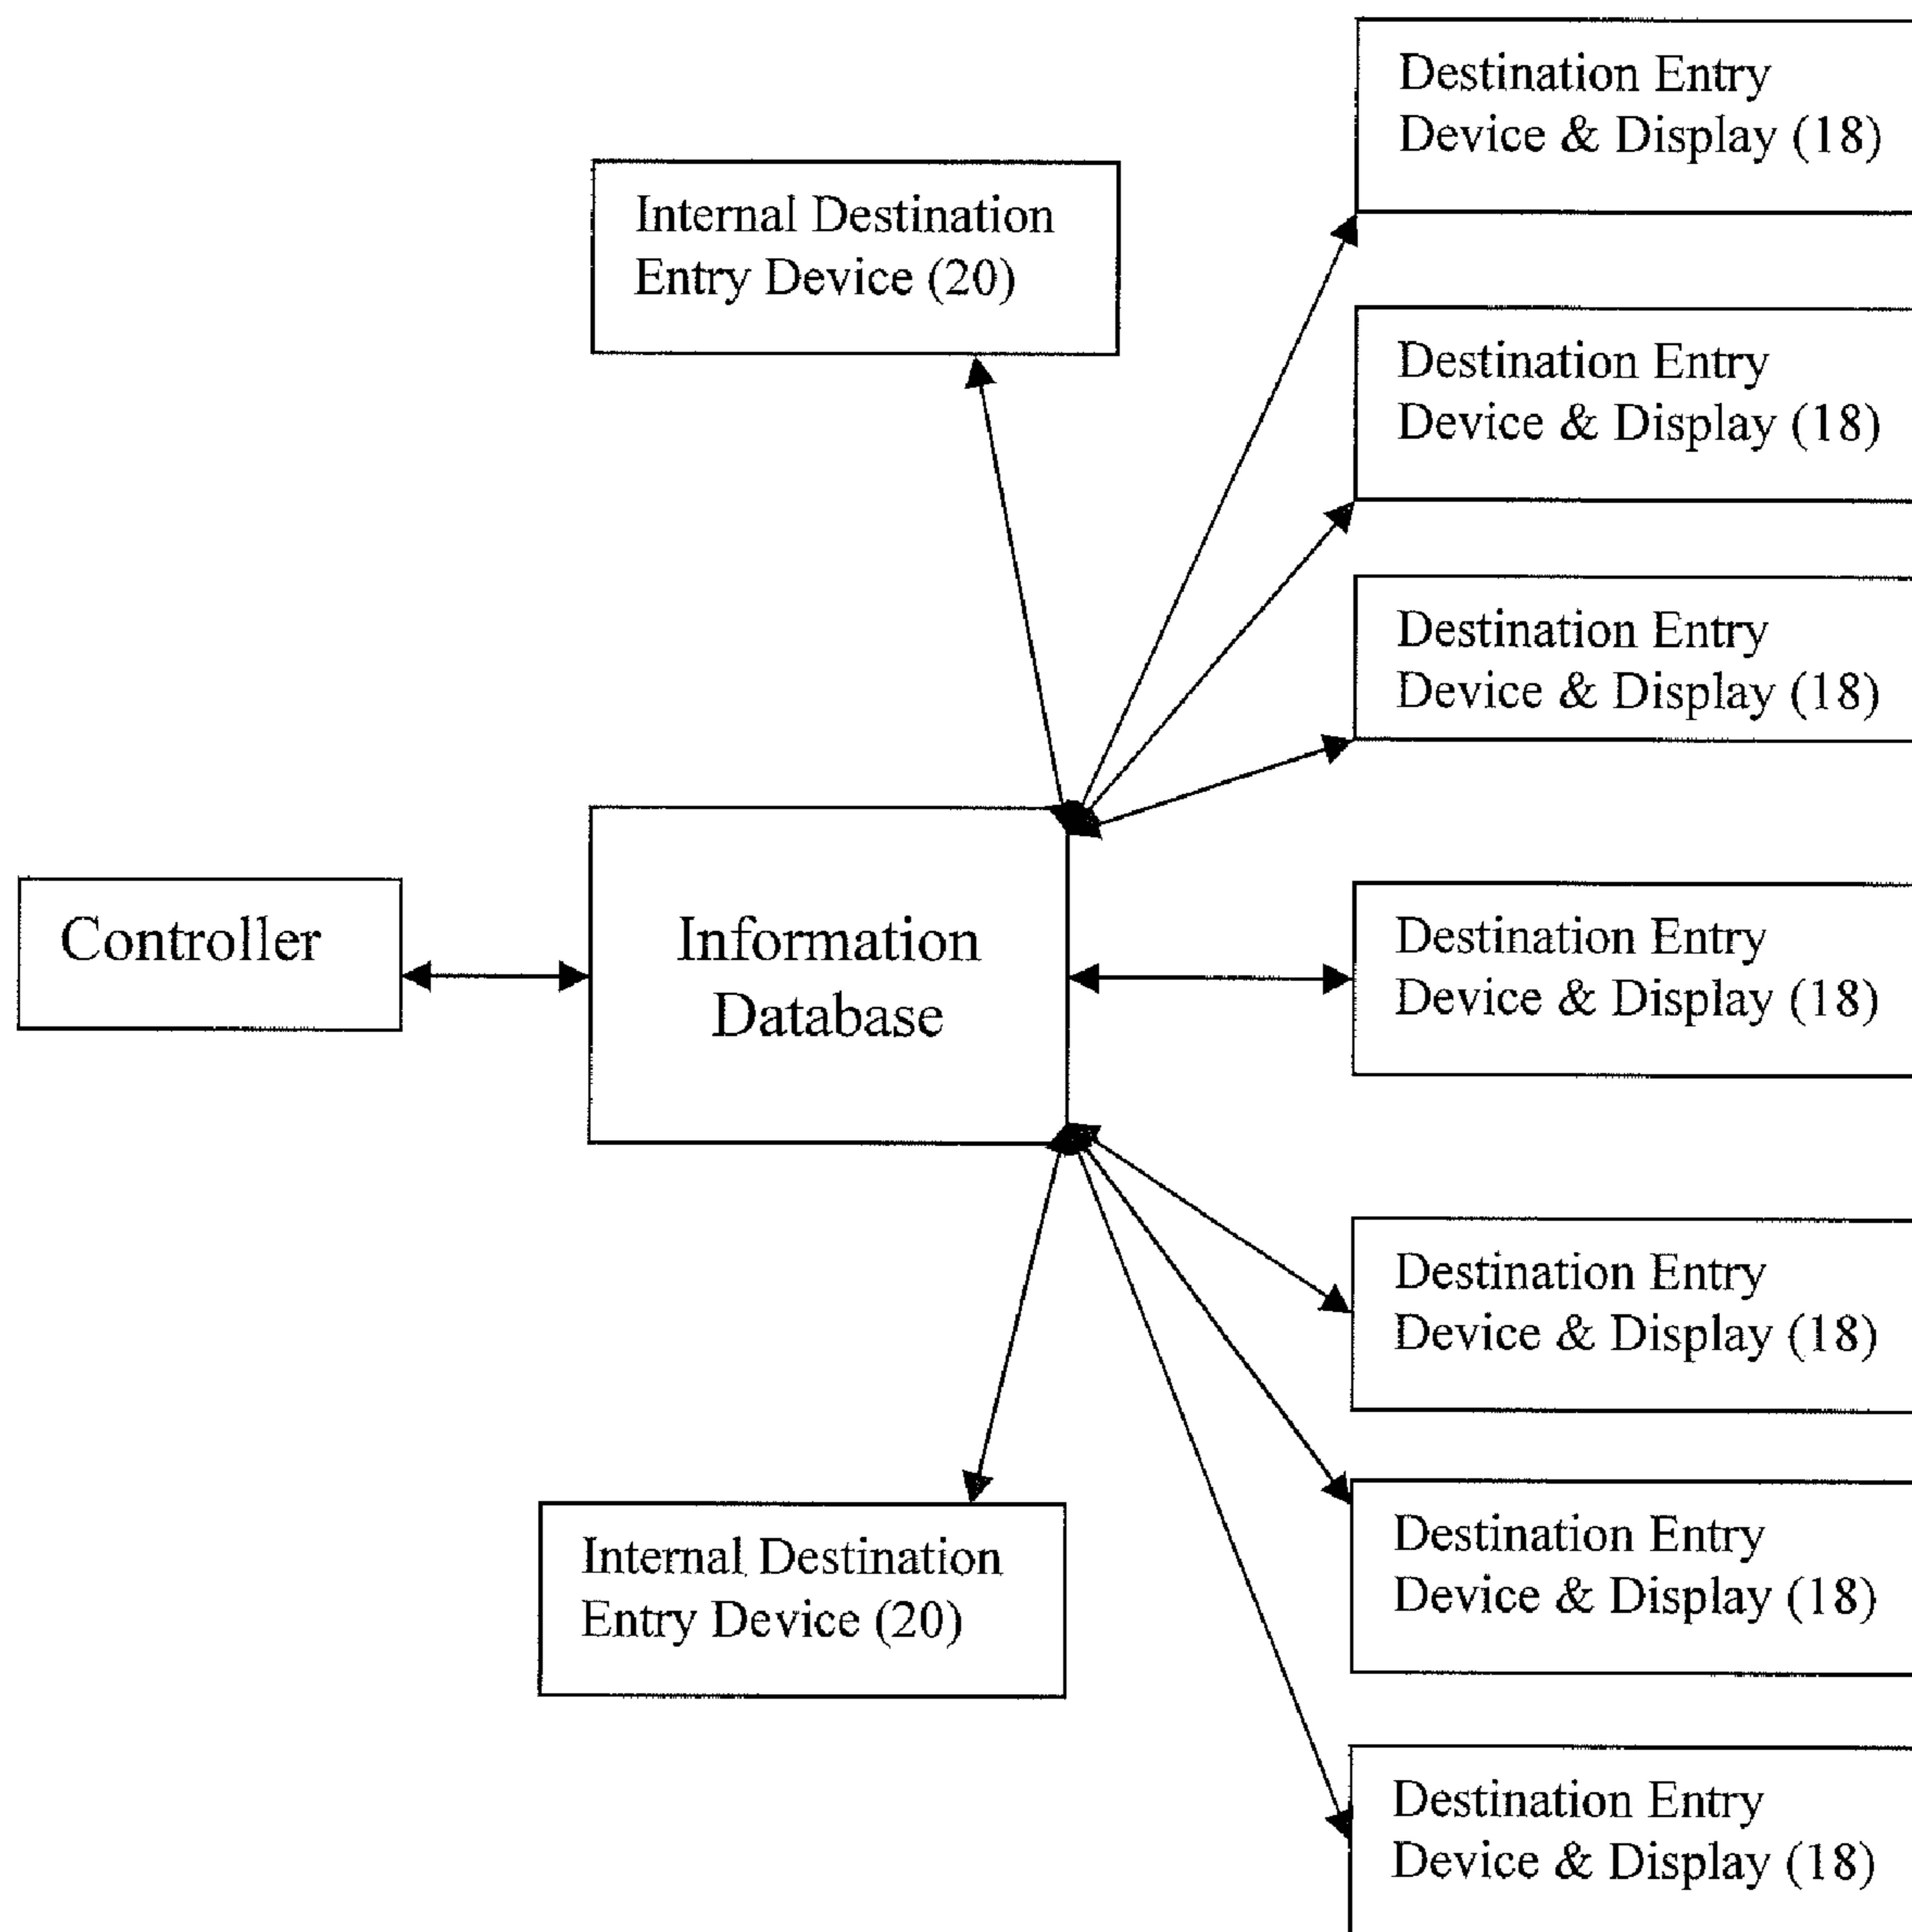 Destination Entry
Device & Display (18)
Internal Destination
Entry Device (20)
Destination Entry
Device & Display (18)
Destination Entry
Device & Display (18)
Controller
Information
Database
Destination Entry
Device & Display (18)
Destination Entry
Device & Display (18)
Internal Destination
Entry Device (20)
Destination Entry
Device & Display (18)
Destination Entry
Device & Display (18)